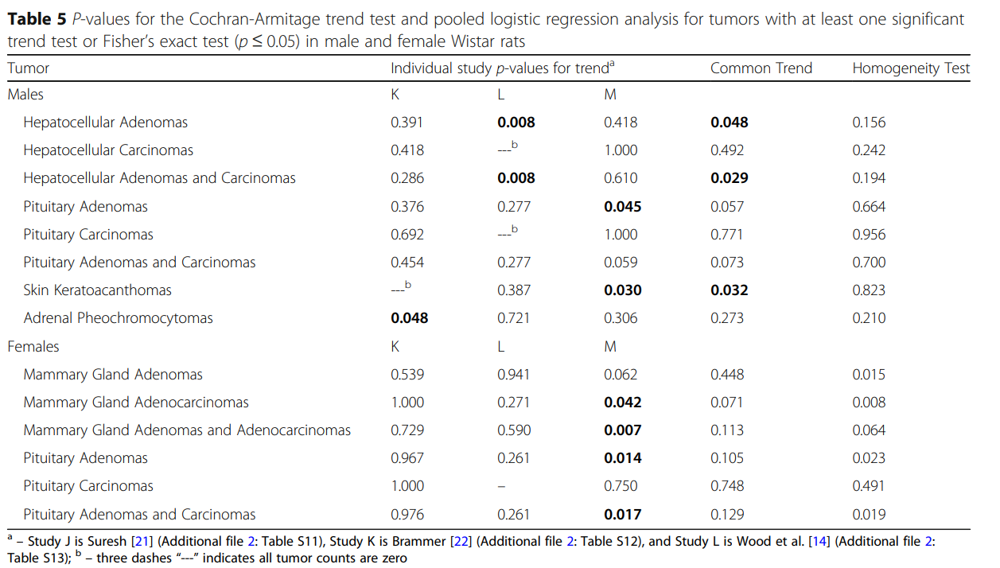 Table 5 P-values for the Cochran-Armitage trend test and pooled logistic regression analysis for tumors with at least one significant
trend test or Fisher's exact test (p ≤ 0.05) in male and female Wistar rats
Tumor Individual study p-values for trend^a Common Trend Homogeneity Test
Males K L M
Hepatocellular Adenomas 0.391 0.008 0.418 0.048 0.156
Hepatocellular Carcinomas 0.418 ---^b 1.000 0.492 0.242
Hepatocellular Adenomas and Carcinomas 0.286 0.008 0.610 0.029 0.194
Pituitary Adenomas 0.376 0.277 0.045 0.057 0.664
Pituitary Carcinomas 0.692 ---^b 1.000 0.771 0.956
Pituitary Adenomas and Carcinomas 0.454 0.277 0.059 0.073 0.700
Skin Keratoacanthomas ---^b 0.387 0.030 0.032 0.823
Adrenal Pheochromocytomas 0.048 0.721 0.306 0.273 0.210
Females K L M
Mammary Gland Adenomas 0.539 0.941 0.062 0.448 0.015
Mammary Gland Adenocarcinomas 1.000 0.271 0.042 0.071 0.008
Mammary Gland Adenomas and Adenocarcinomas 0.729 0.590 0.007 0.113 0.064
Pituitary Adenomas 0.967 0.261 0.014 0.105 0.023
Pituitary Carcinomas 1.000 – 0.750 0.748 0.491
Pituitary Adenomas and Carcinomas 0.976 0.261 0.017 0.129 0.019
^a – Study J is Suresh [21] (Additional file 2: Table S11), Study K is Brammer [22] (Additional file 2: Table S12), and Study L is Wood et al. [14] (Additional file 2:
Table S13); ^b – three dashes "---" indicates all tumor counts are zero